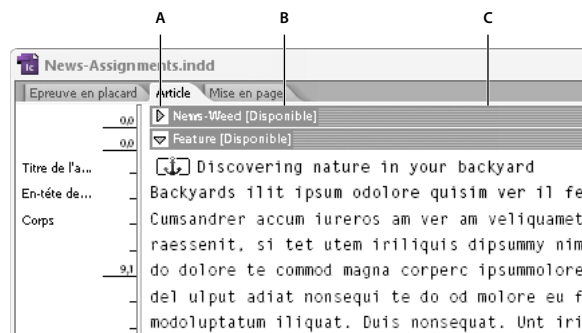 A B C
Ic News-Assignments.indd
Epreuve en placard Article Mise en page
0,0 News-Weed [Disponible]
0,0 Feature [Disponible]
Titre de l'a... Discovering nature in your backyard
En-téte de... Backyards ilit ipsum odolore quisim ver il fe
Corps Cumsandrer accum iureros am ver am veliquamet
raessenit, si tet utem iriliquis dipsummy nim
9,1 do dolore te commod magna corperc ipsummolore
del ulput adiat nonsequi te do od molore eu f
modoluptatum iliquat. Duis nonsequat. Unt iri